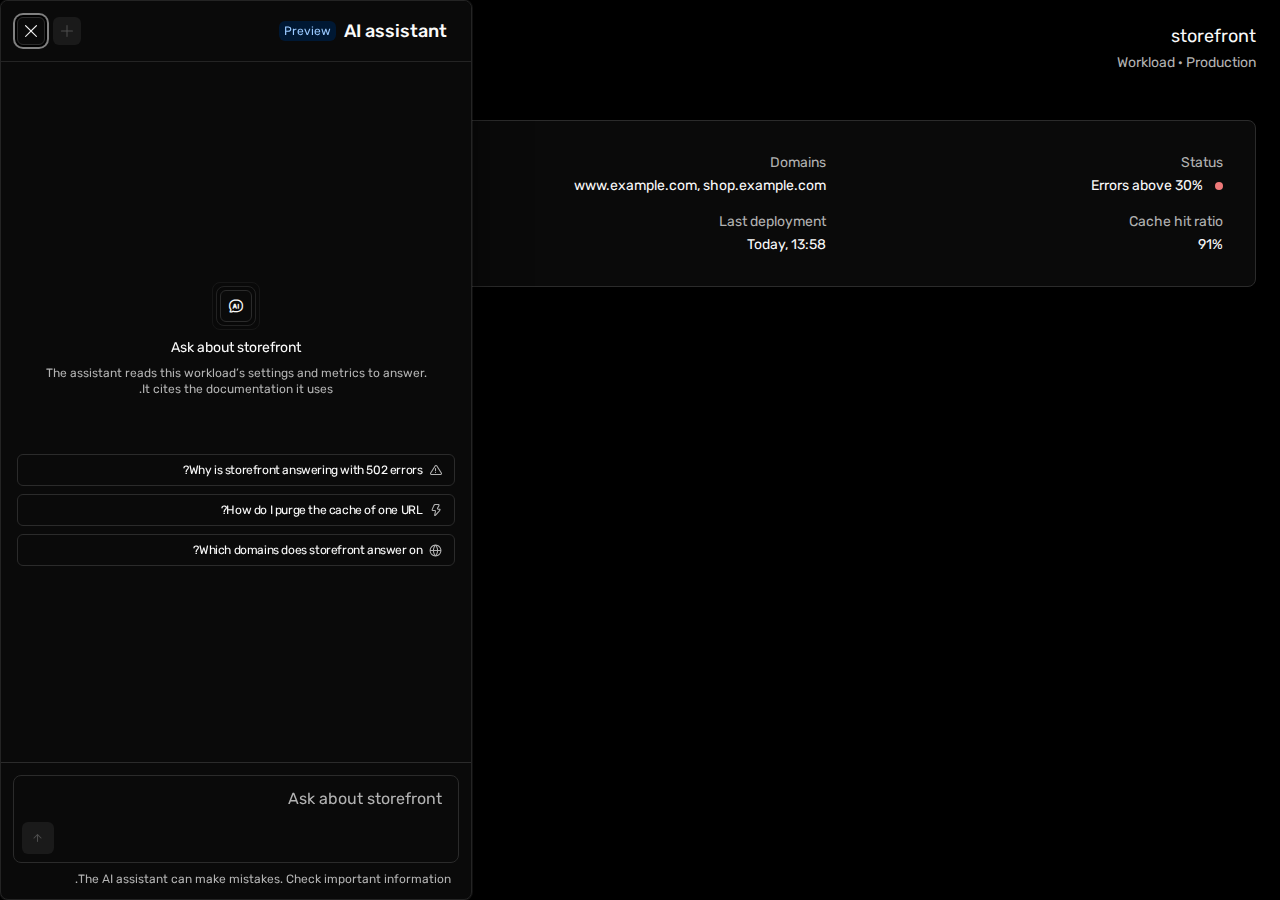 AI assistant
Preview
storefront
Workload • Production
Status
Errors above 30%
Domains
www.example.com, shop.example.com
Cache hit ratio
91%
Last deployment
Today, 13:58
AI
Ask about storefront
The assistant reads this workload's settings and metrics to answer.
It cites the documentation it uses.
Why is storefront answering with 502 errors?
How do I purge the cache of one URL?
Which domains does storefront answer on?
Ask about storefront
The AI assistant can make mistakes. Check important information.